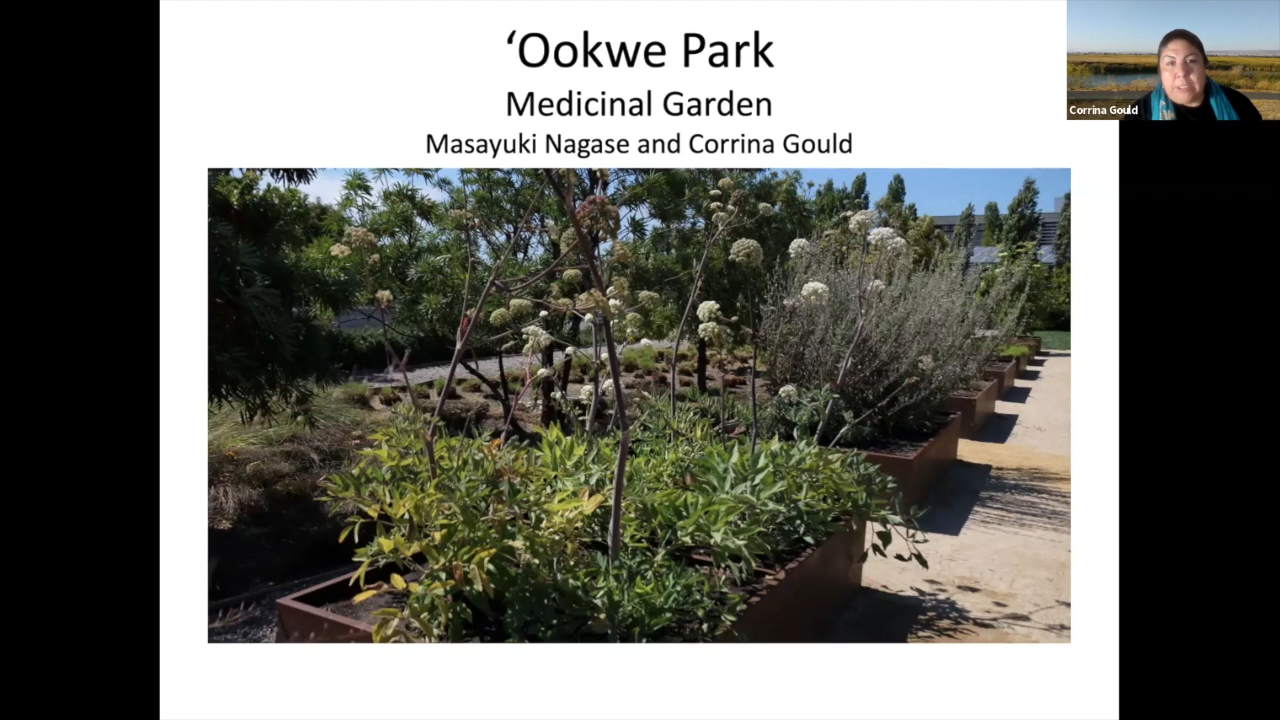 ‘Ookwe Park
Medicinal Garden
Masayuki Nagase and Corrina Gould
Corrina Gould